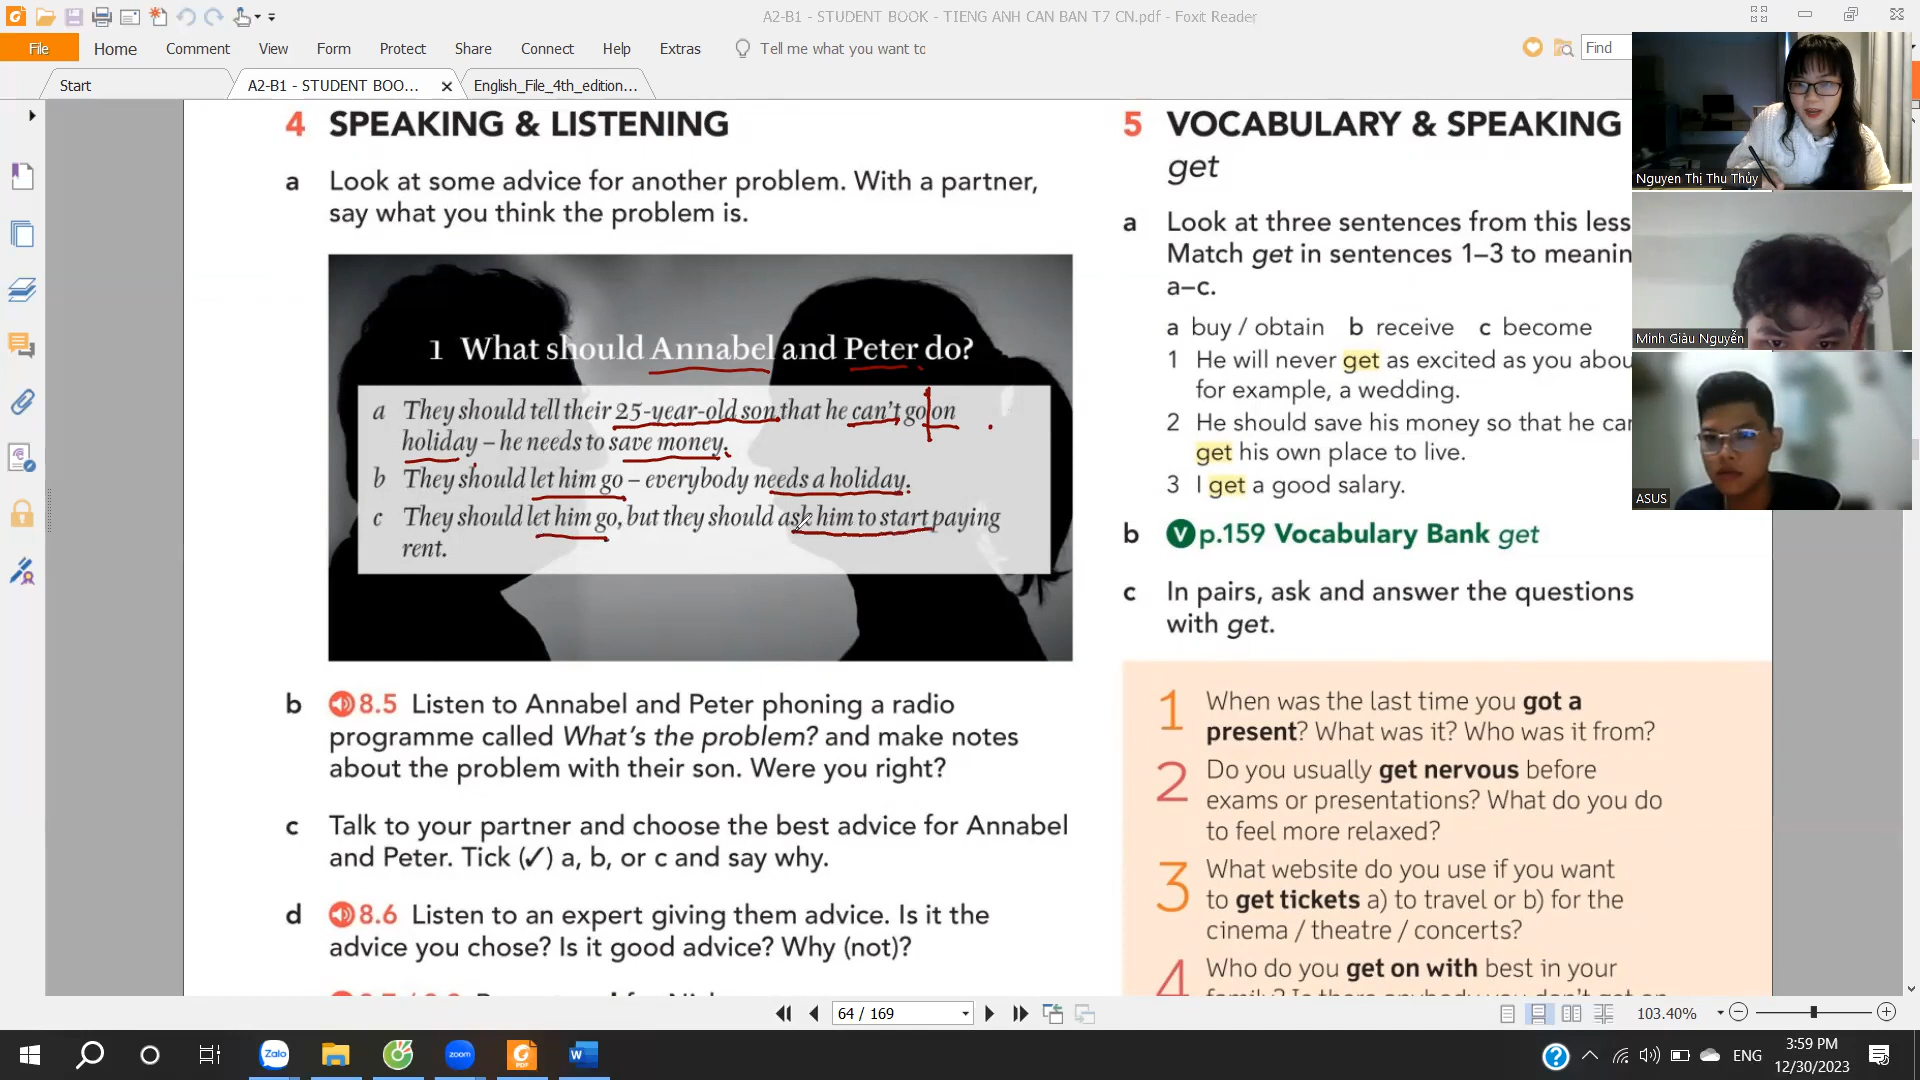 A2-B1 - STUDENT BOOK - TIENG ANH CAN BAN T7 CN.pdf - Foxit Reader
File Home Comment View Form Protect Share Connect Help Extras Tell me what you want to Find
Start A2-B1 - STUDENT BOO... English_File_4th_edition...
4 SPEAKING & LISTENING
a Look at some advice for another problem. With a partner,
say what you think the problem is.
1 What should Annabel and Peter do?
a They should tell their 25-year-old son that he can't go on
holiday – he needs to save money.
b They should let him go – everybody needs a holiday.
c They should let him go, but they should ask him to start paying
rent.
b 8.5 Listen to Annabel and Peter phoning a radio
programme called What's the problem? and make notes
about the problem with their son. Were you right?
c Talk to your partner and choose the best advice for Annabel
and Peter. Tick (✓) a, b, or c and say why.
d 8.6 Listen to an expert giving them advice. Is it the
advice you chose? Is it good advice? Why (not)?
5 VOCABULARY & SPEAKING
get
a Look at three sentences from this less
Match get in sentences 1–3 to meanin
a–c.
a buy / obtain b receive c become
1 He will never get as excited as you abou
for example, a wedding.
2 He should save his money so that he can
get his own place to live.
3 I get a good salary.
b V p.159 Vocabulary Bank get
c In pairs, ask and answer the questions
with get.
1 When was the last time you got a
present? What was it? Who was it from?
2 Do you usually get nervous before
exams or presentations? What do you do
to feel more relaxed?
3 What website do you use if you want
to get tickets a) to travel or b) for the
cinema / theatre / concerts?
4 Who do you get on with best in your
Nguyen Thị Thu Thủy
Minh Giàu Nguyễn
ASUS
64 / 169
103.40%
Zalo zoom PDF W
ENG
3:59 PM
12/30/2023